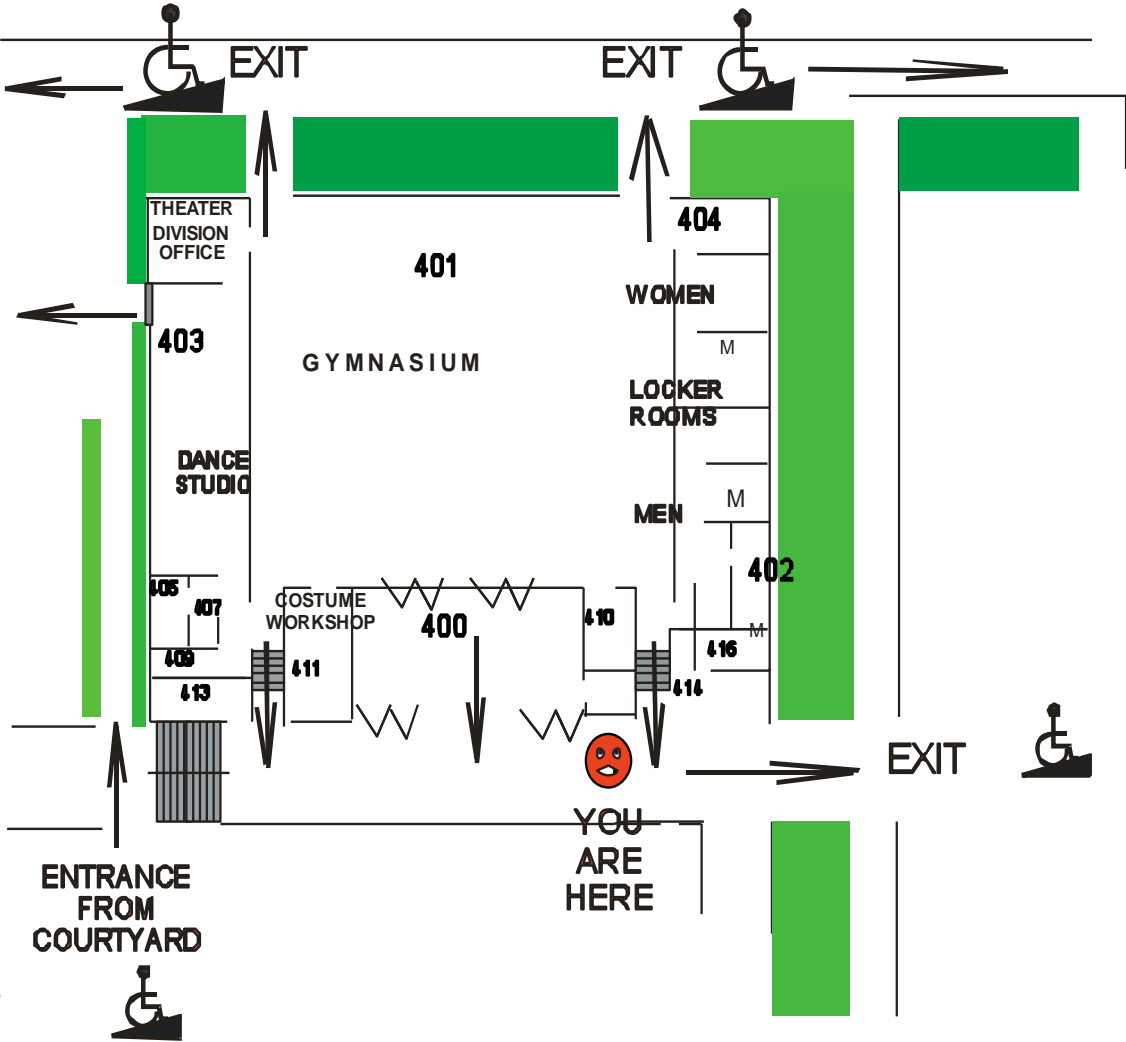 EXIT
EXIT
THEATER
DIVISION
OFFICE
404
401
WOMEN
403
M
GYMNASIUM
LOCKER
ROOMS
DANCE
STUDIO
M
MEN
402
405
407
COSTUME
WORKSHOP
400
410
M
416
409
411
413
414
EXIT
YOU
ARE
HERE
ENTRANCE
FROM
COURTYARD